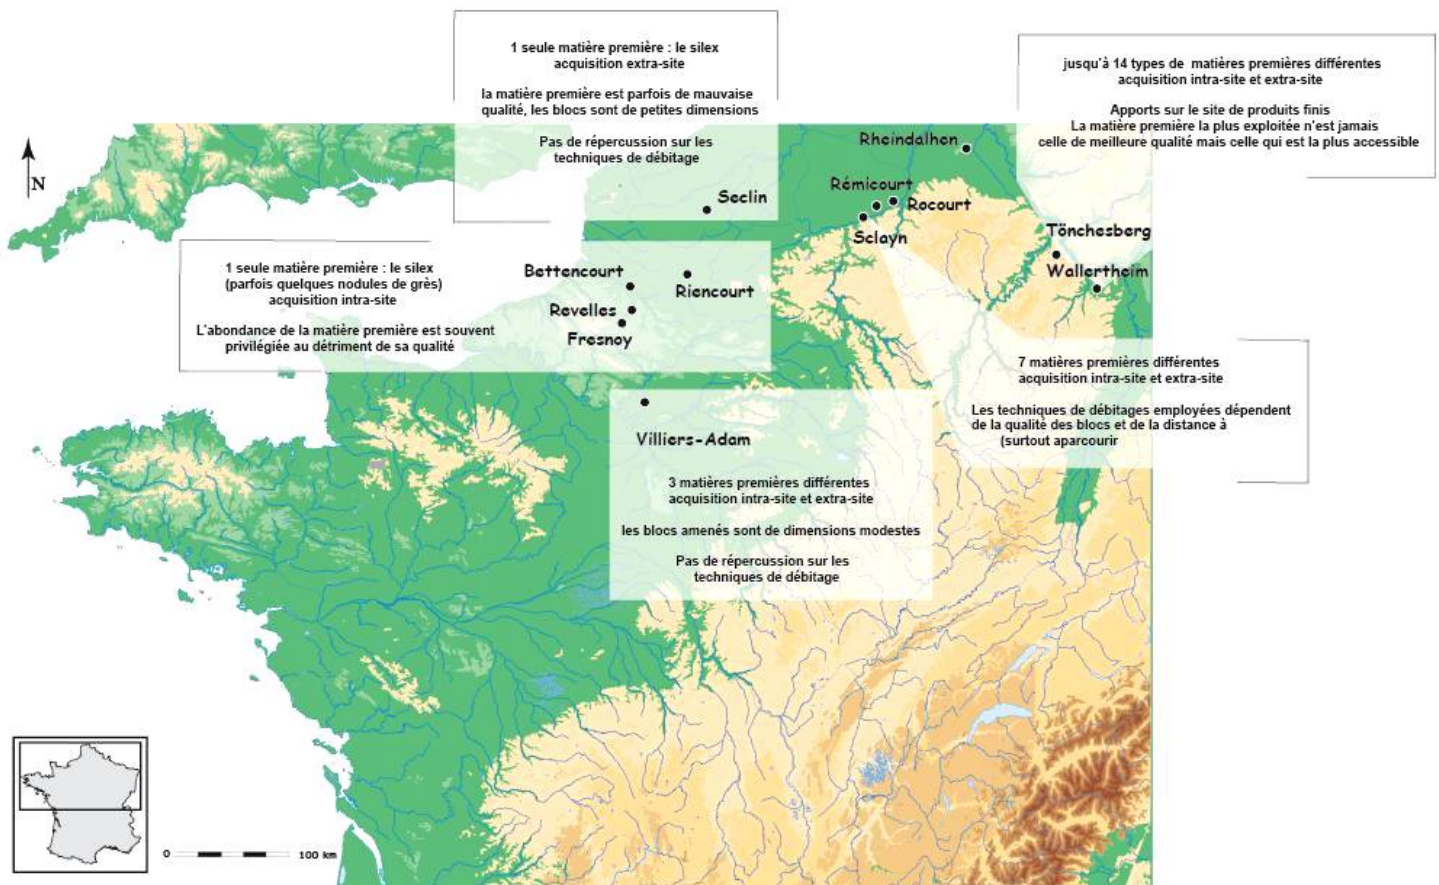 1 seule matière première : le silex
acquisition extra-site
la matière première est parfois de mauvaise
qualité, les blocs sont de petites dimensions
Pas de répercussion sur les
techniques de débitage
jusqu'à 14 types de matières premières différentes
acquisition intra-site et extra-site
Apports sur le site de produits finis
La matière première la plus exploitée n'est jamais
celle de meilleure qualité mais celle qui est la plus accessible
N
Rheindalhen
Rémicourt
Rocourt
Sclayn
Seclin
Tönchesberg
Wallertheim
1 seule matière première : le silex
(parfois quelques nodules de grès)
acquisition intra-site
L'abondance de la matière première est souvent
privilégiée au détriment de sa qualité
Bettencourt
Riencourt
Revelles
Fresnoy
7 matières premières différentes
acquisition intra-site et extra-site
Les techniques de débitages employées dépendent
de la qualité des blocs et de la distance à
(surtout aparcourir
Villiers-Adam
3 matières premières différentes
acquisition intra-site et extra-site
les blocs amenés sont de dimensions modestes
Pas de répercussion sur les
techniques de débitage
0 100 km